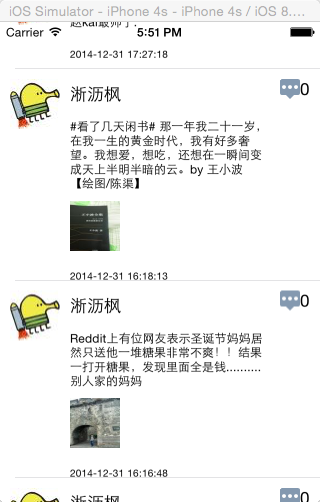 iOS Simulator - iPhone 4s - iPhone 4s / iOS 8....
Carrier 5:51 PM
赵kai最帅了.
2014-12-31 17:27:18
淅沥枫 0
#看了几天闲书# 那一年我二十一岁，
在我一生的黄金时代，我有好多奢
望。我想爱，想吃，还想在一瞬间变
成天上半明半暗的云。by 王小波
【绘图/陈渠】
2014-12-31 16:18:13
淅沥枫 0
Reddit上有位网友表示圣诞节妈妈居
然只送他一堆糖果非常不爽！！结果
一打开糖果，发现里面全是钱..........
别人家的妈妈
2014-12-31 16:16:48
淅沥枫 0